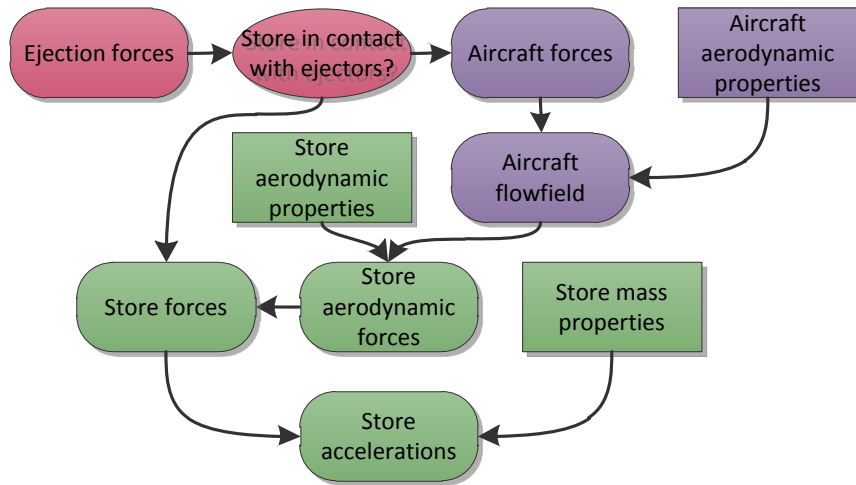 Ejection forces
Store in contact
with ejectors?
Aircraft forces
Aircraft
aerodynamic
properties
Store
aerodynamic
properties
Aircraft
flowfield
Store forces
Store
aerodynamic
forces
Store mass
properties
Store
accelerations